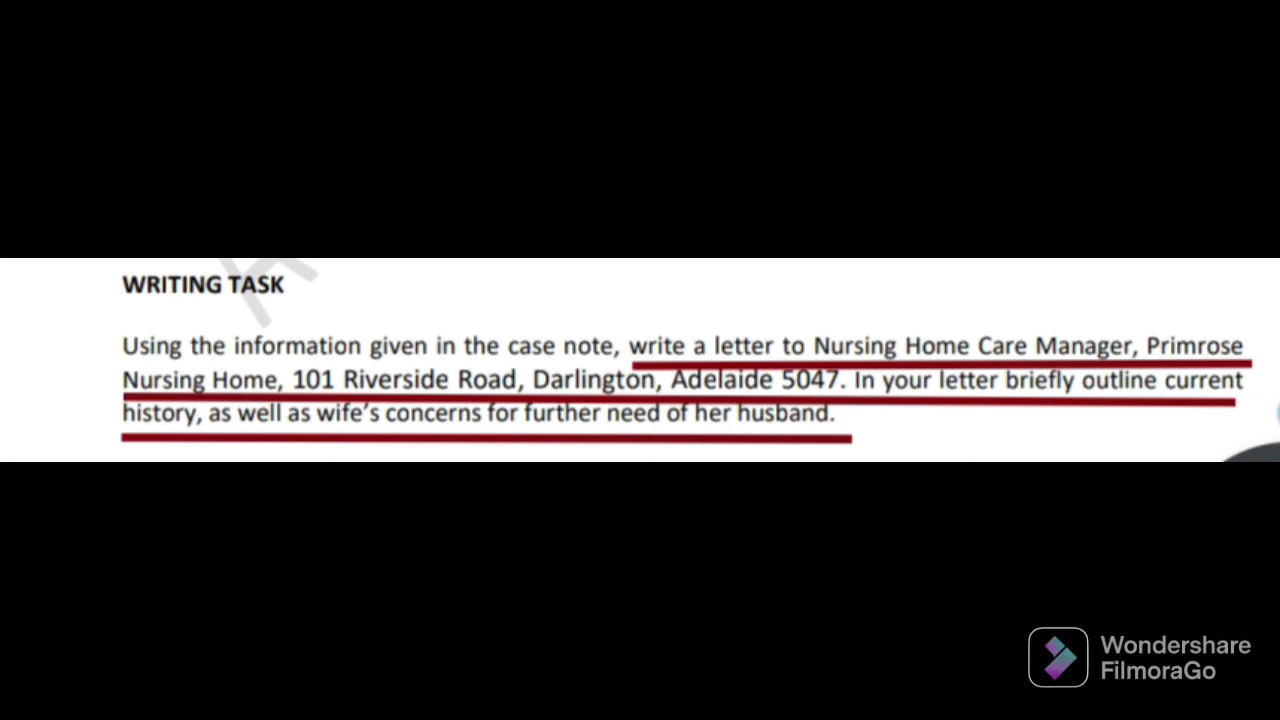 WRITING TASK
Using the information given in the case note, write a letter to Nursing Home Care Manager, Primrose
Nursing Home, 101 Riverside Road, Darlington, Adelaide 5047. In your letter briefly outline current
history, as well as wife’s concerns for further need of her husband.
Wondershare
FilmoraGo